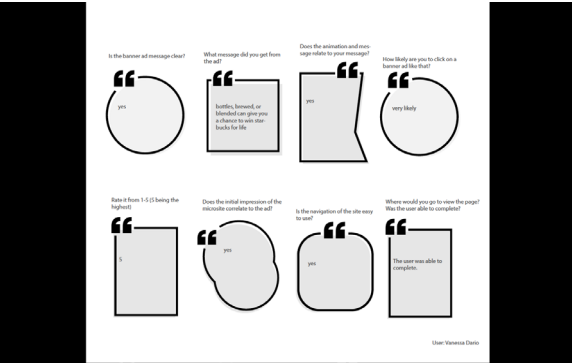 Is the banner ad message clear?
“
yes
What message did you get from
the ad?
“
bottles, brewed, or
blended can give you
a chance to win star-
bucks for life
Does the animation and mes-
sage relate to your message?
“
yes
How likely are you to click on a
banner ad like that?
“
very likely
Rate it from 1-5 (5 being the
highest)
“
5
Does the initial impression of the
microsite correlate to the ad?
“
yes
Is the navigation of the site easy
to use?
“
yes
Where would you go to view the page?
Was the user able to complete?
“
The user was able to
complete.
User: Vanessa Dario